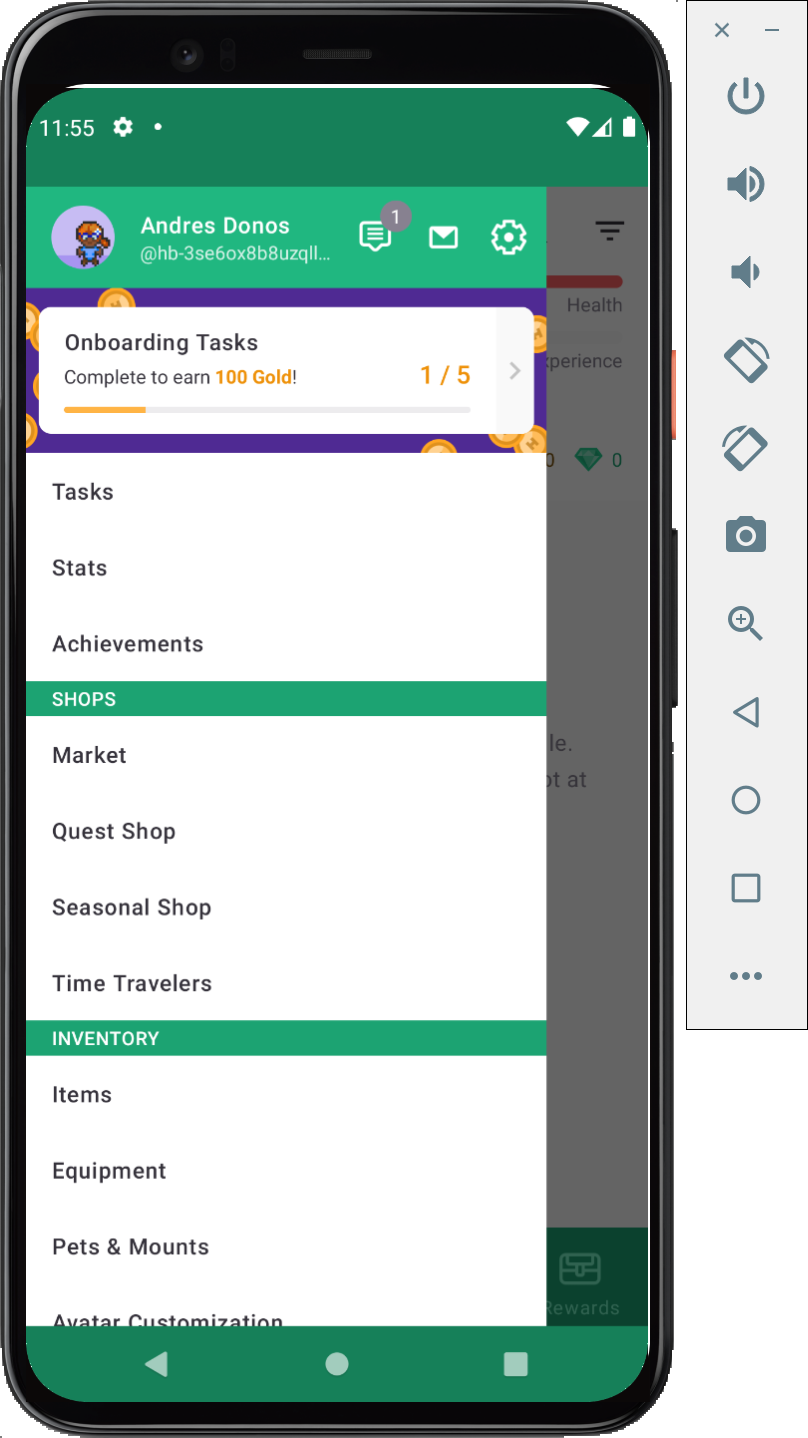 11:55
Andres Donos
1
@hb-3se6ox8b8uzqll...
Health
Onboarding Tasks
Complete to earn 100 Gold!
1 / 5
perience
0
0
Tasks
Stats
Achievements
SHOPS
Market
le.
ot at
Quest Shop
Seasonal Shop
Time Travelers
INVENTORY
Items
Equipment
Pets & Mounts
Avatar Customization
Rewards